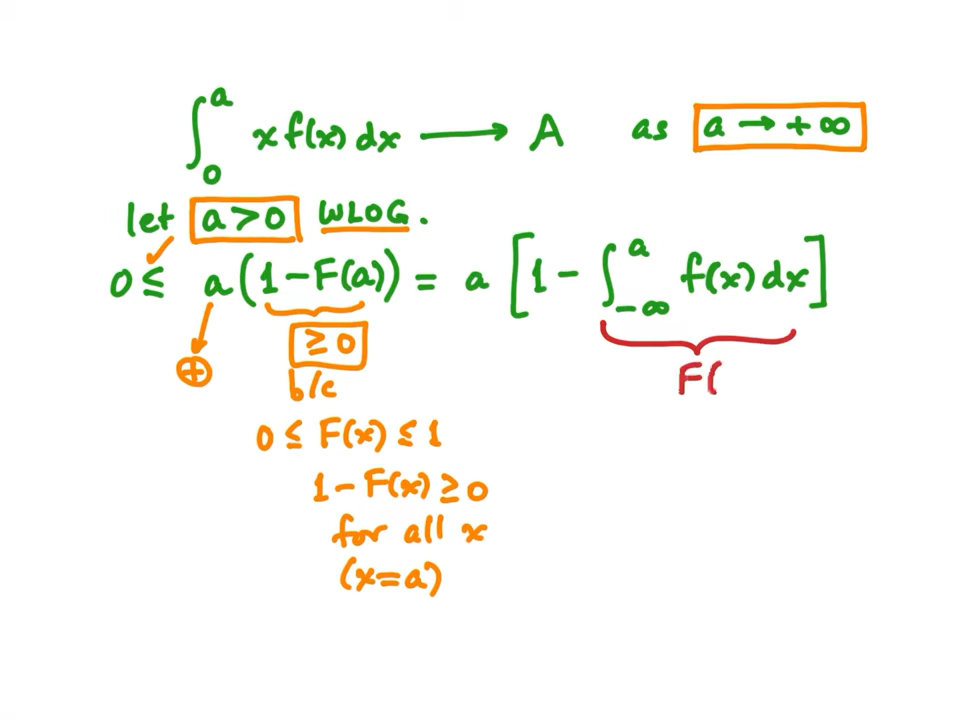 ∫₀ᵃ x f(x) dx ⟶ A as a → +∞
let a > 0 WLOG.
0 ≤ a(1 − F(a)) = a [1 − ∫₋∞ᵃ f(x) dx]
≥ 0
⊕
F(
b/c
0 ≤ F(x) ≤ 1
1 − F(x) ≥ 0
for all x
(x=a)